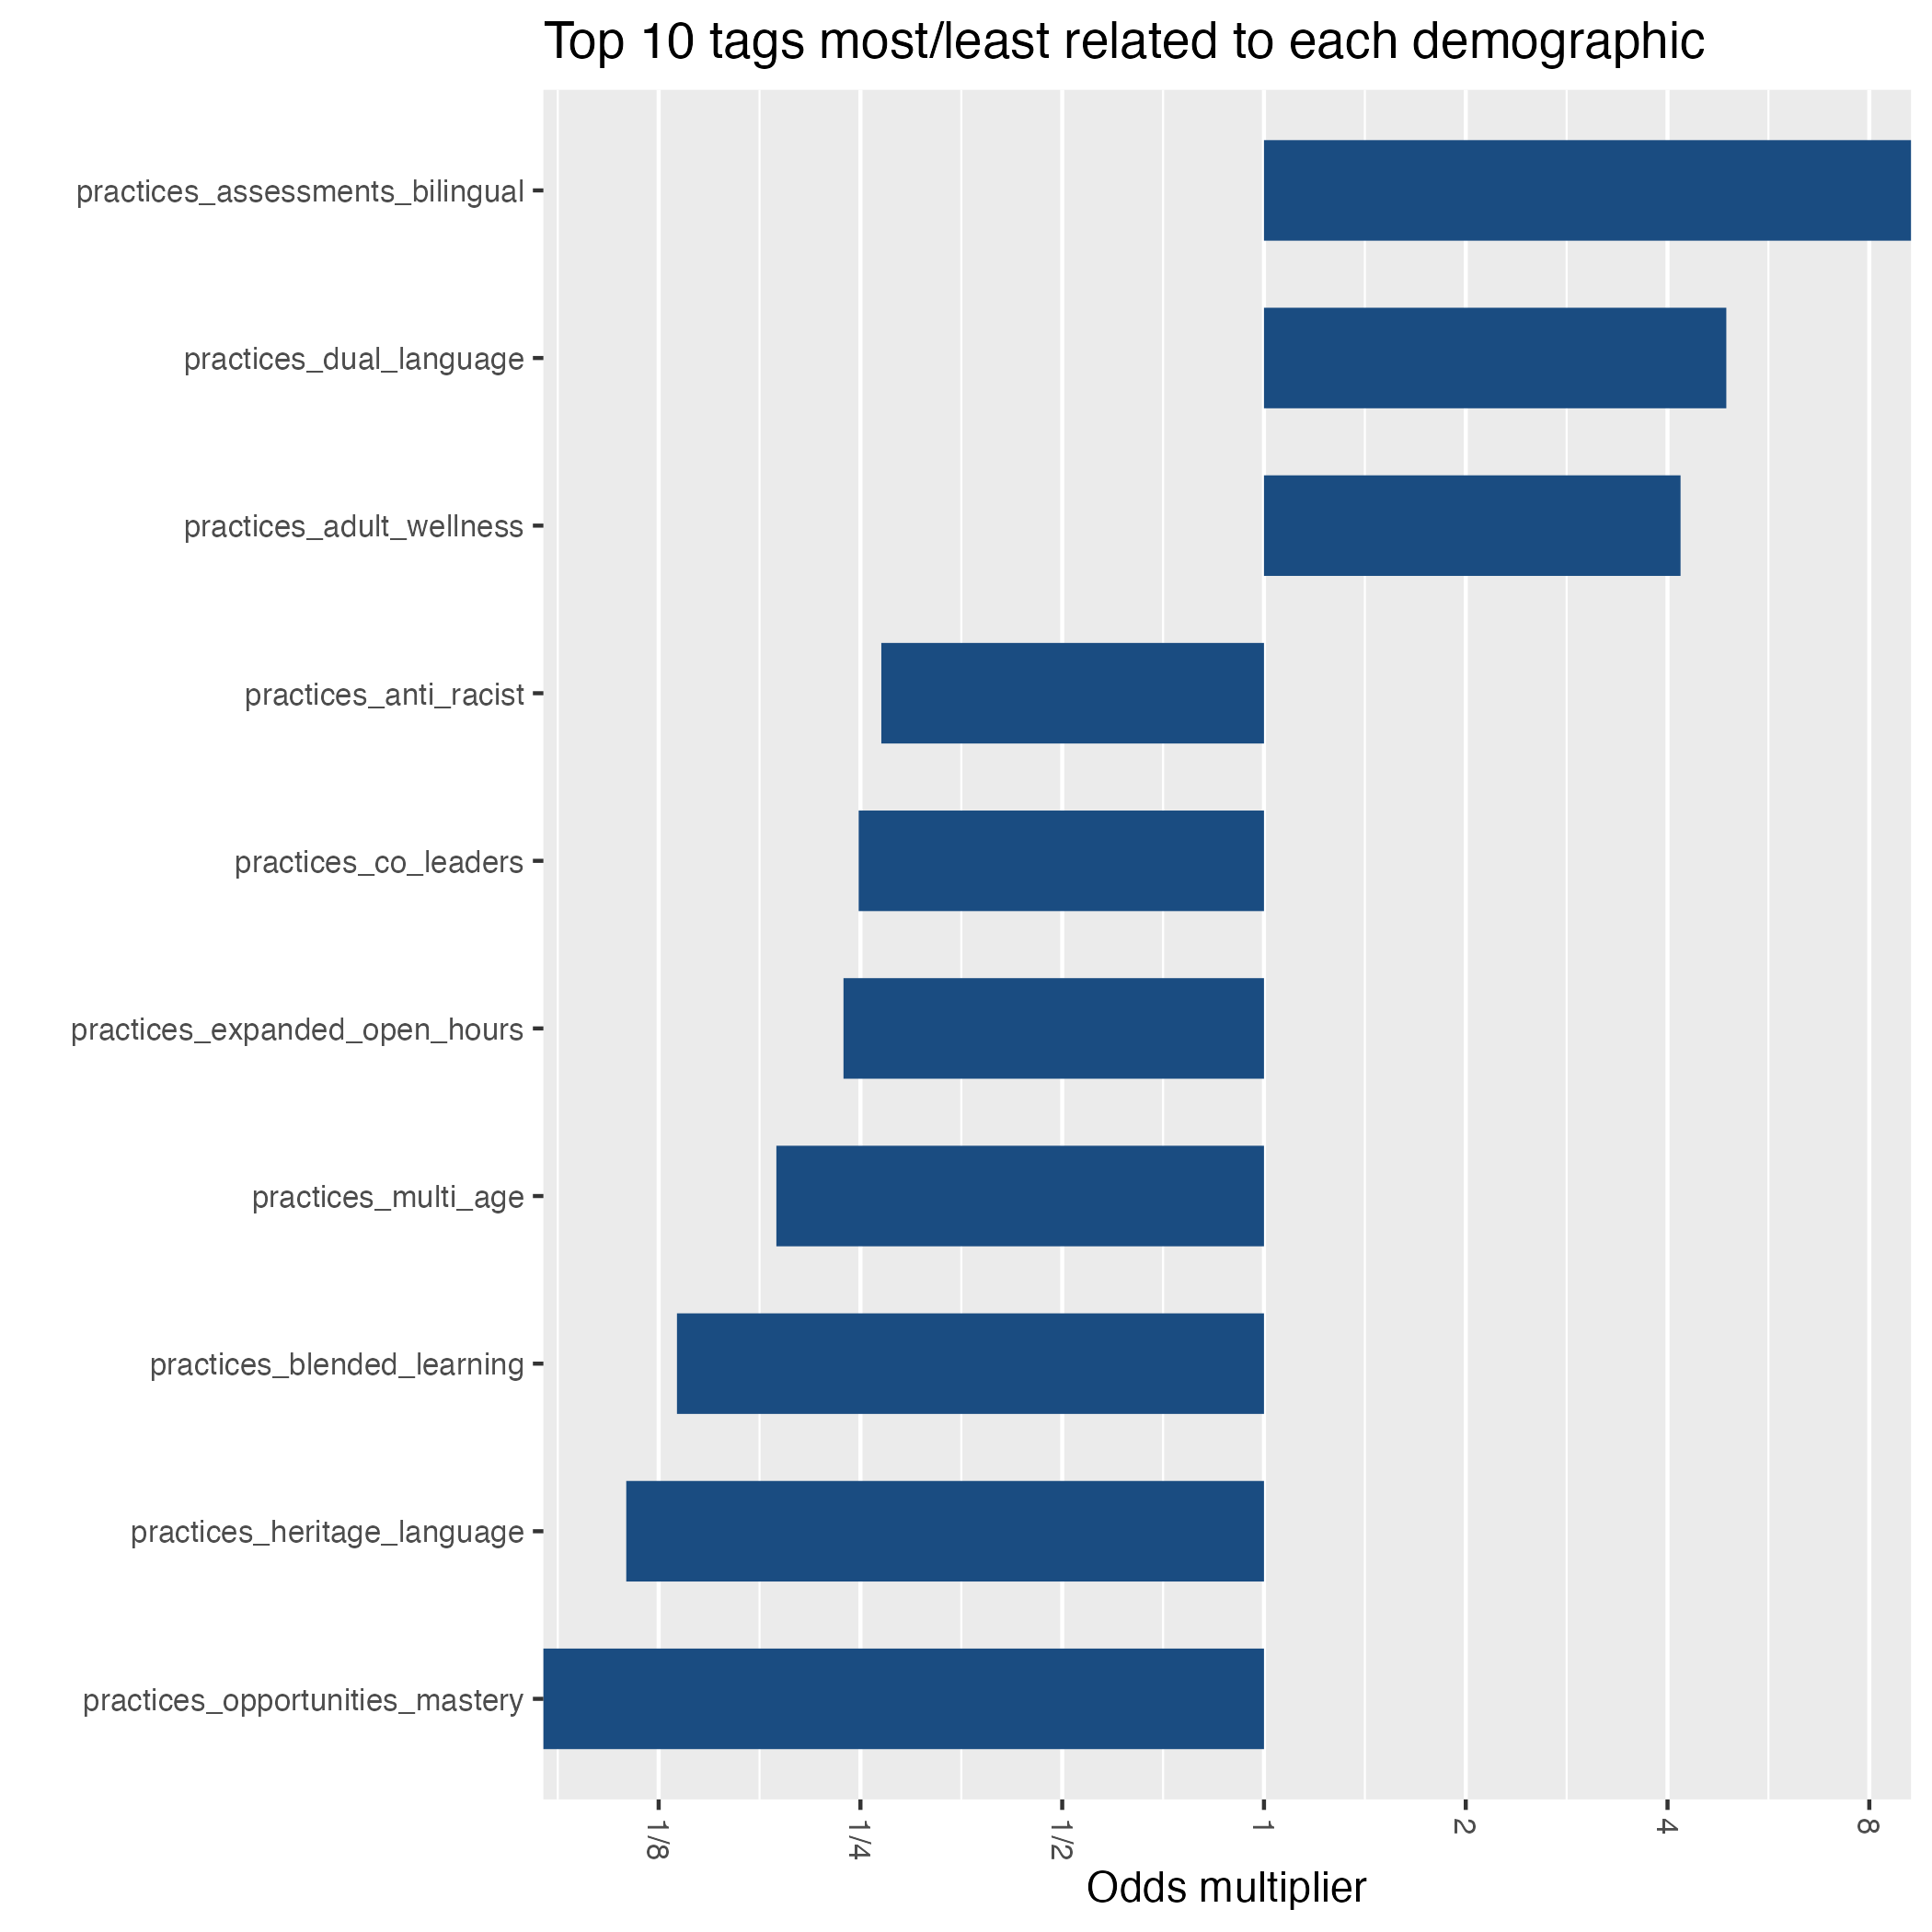 Top 10 tags most/least related to each demographic
practices_assessments_bilingual
practices_dual_language
practices_adult_wellness
practices_anti_racist
practices_co_leaders
practices_expanded_open_hours
practices_multi_age
practices_blended_learning
practices_heritage_language
practices_opportunities_mastery
1/8 1/4 1/2 1 2 4 8
Odds multiplier